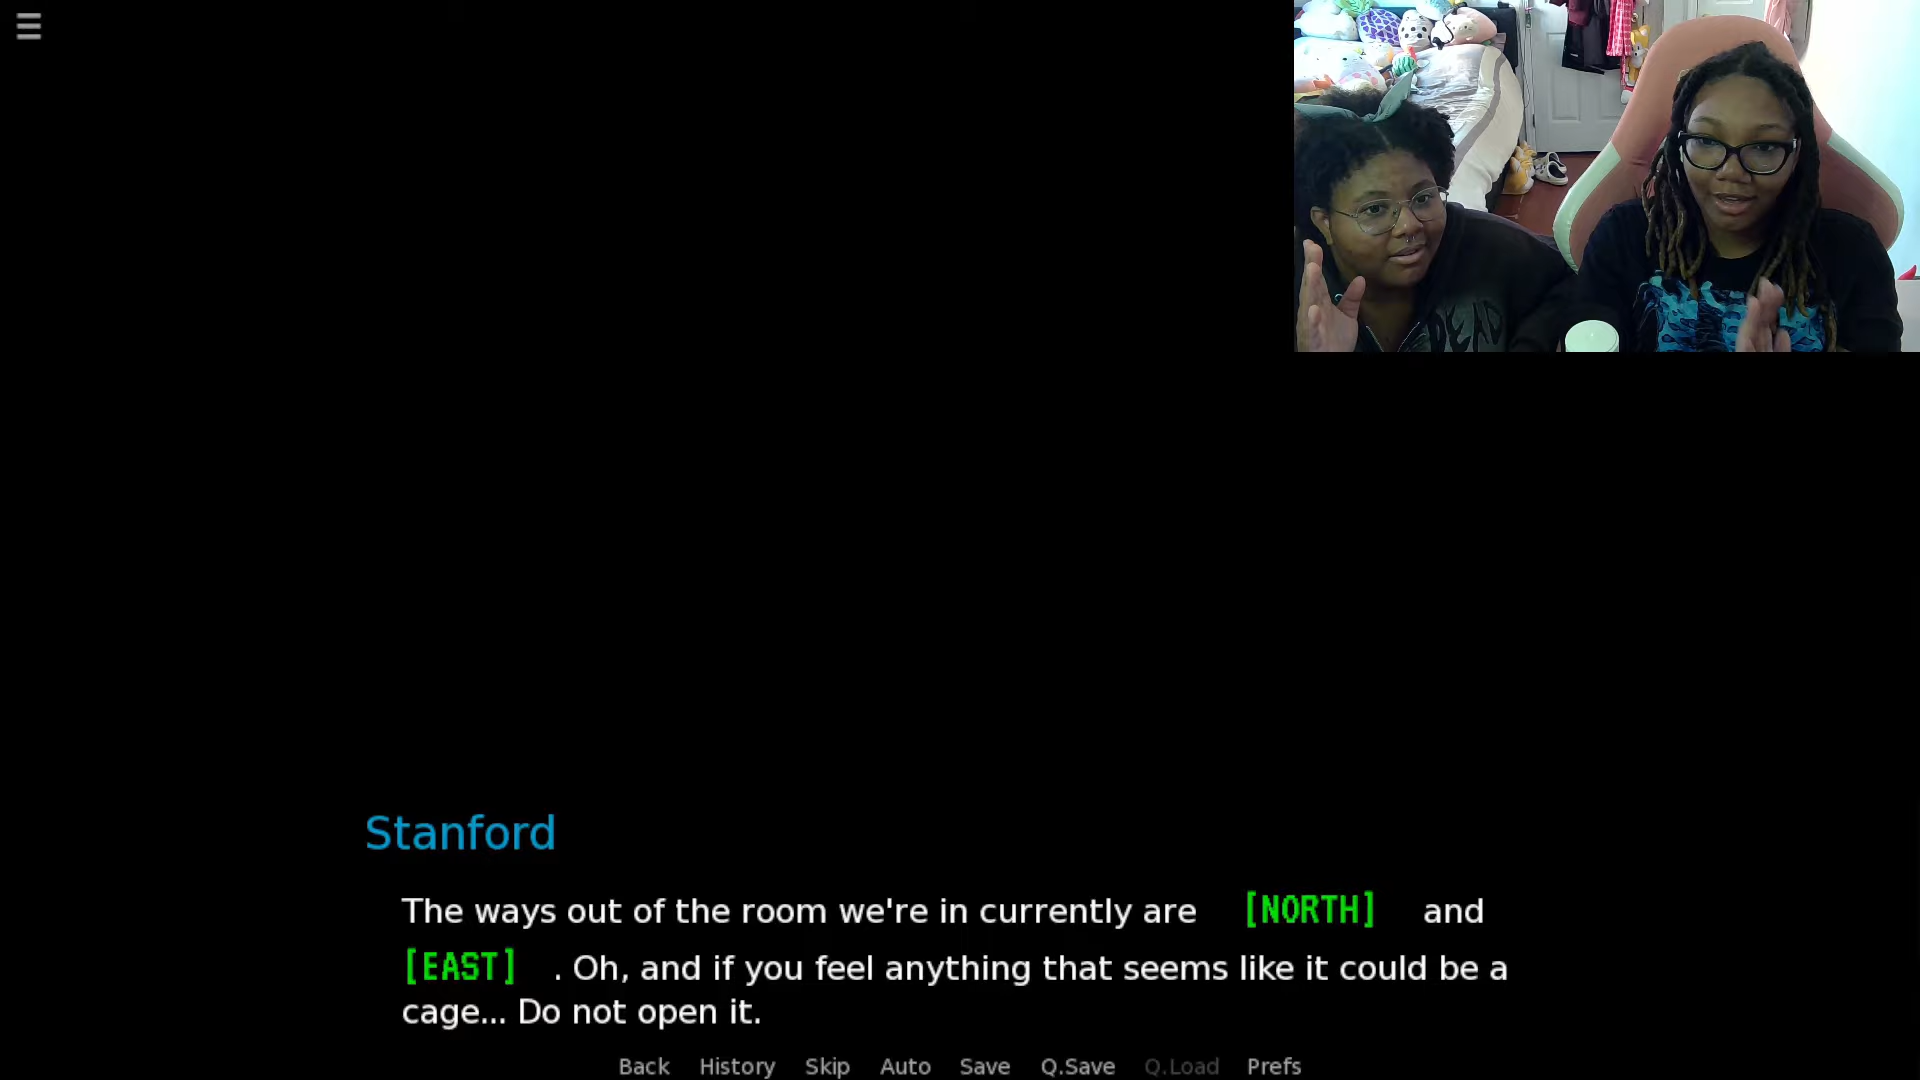 Stanford
The ways out of the room we're in currently are [NORTH] and
[EAST] . Oh, and if you feel anything that seems like it could be a
cage... Do not open it.
Back History Skip Auto Save Q.Save Q.Load Prefs